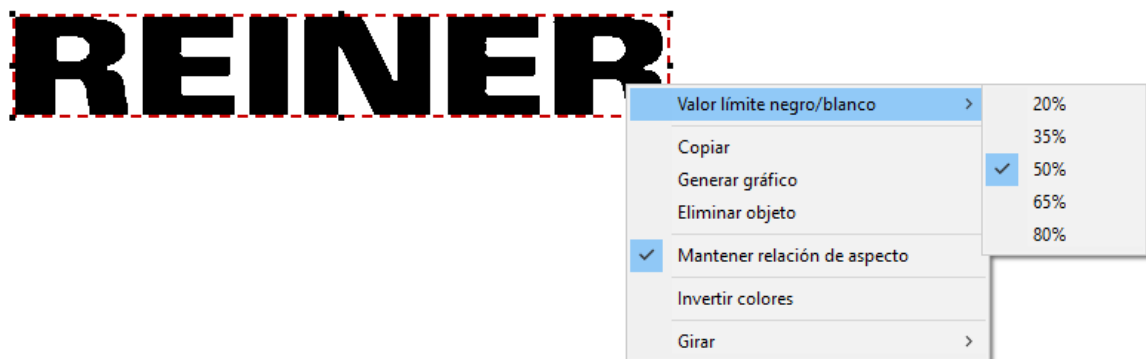 REINER
Valor límite negro/blanco
20%
35%
50%
65%
80%
Copiar
Generar gráfico
Eliminar objeto
Mantener relación de aspecto
Invertir colores
Girar